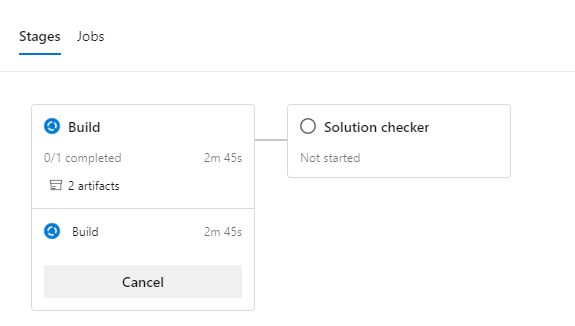 Stages Jobs
Build
0/1 completed 2m 45s
2 artifacts
Build 2m 45s
Cancel
Solution checker
Not started